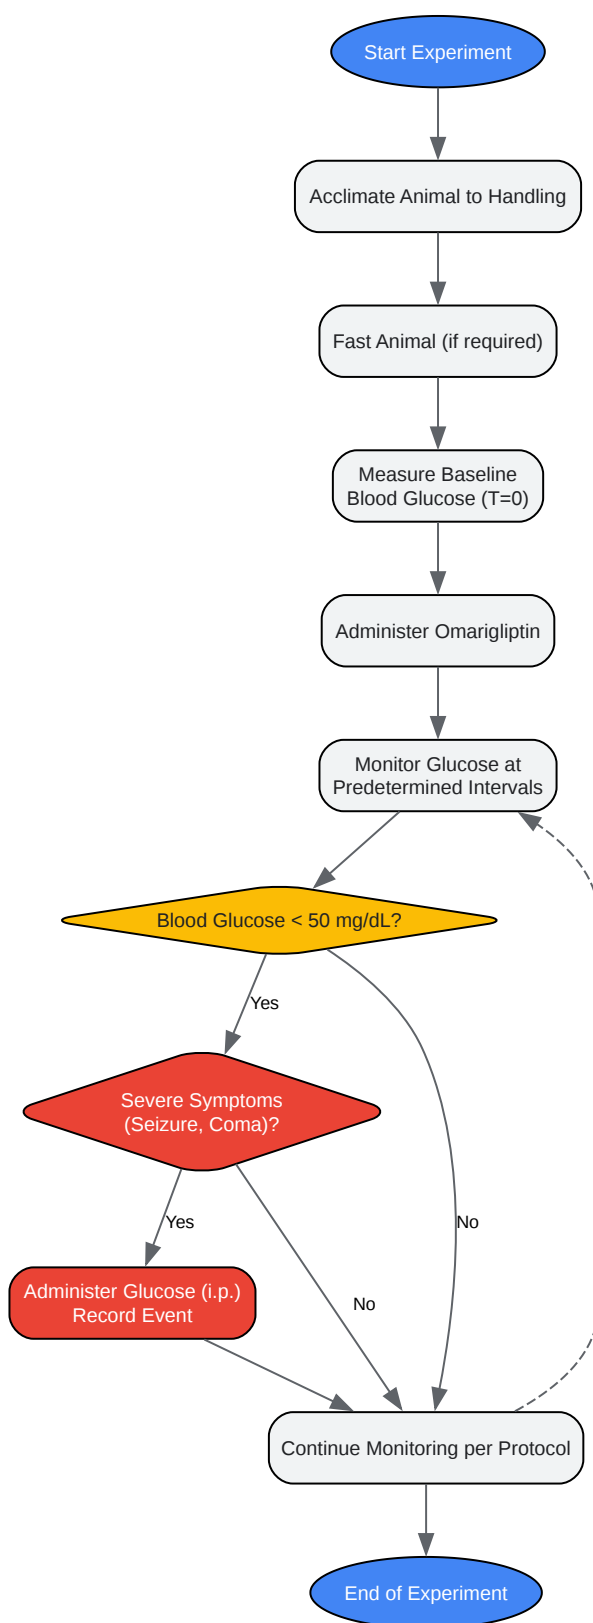 Start Experiment
Acclimate Animal to Handling
Fast Animal (if required)
Measure Baseline
Blood Glucose (T=0)
Administer Omarigliptin
Monitor Glucose at
Predetermined Intervals
Blood Glucose < 50 mg/dL?
Yes
Severe Symptoms
(Seizure, Coma)?
Yes
No
Administer Glucose (i.p.)
Record Event
No
Continue Monitoring per Protocol
End of Experiment